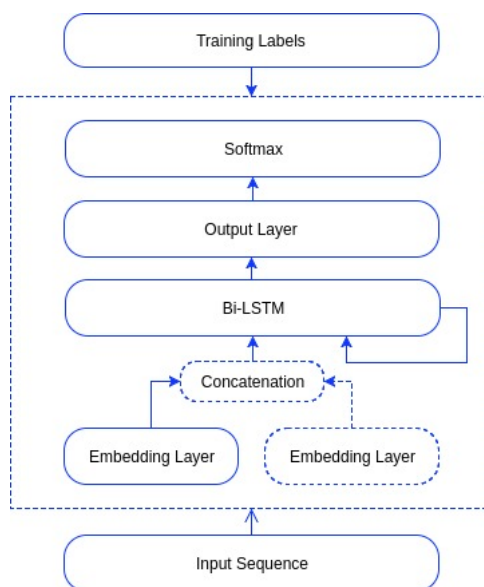 Training Labels
Softmax
Output Layer
Bi-LSTM
Concatenation
Embedding Layer
Embedding Layer
Input Sequence